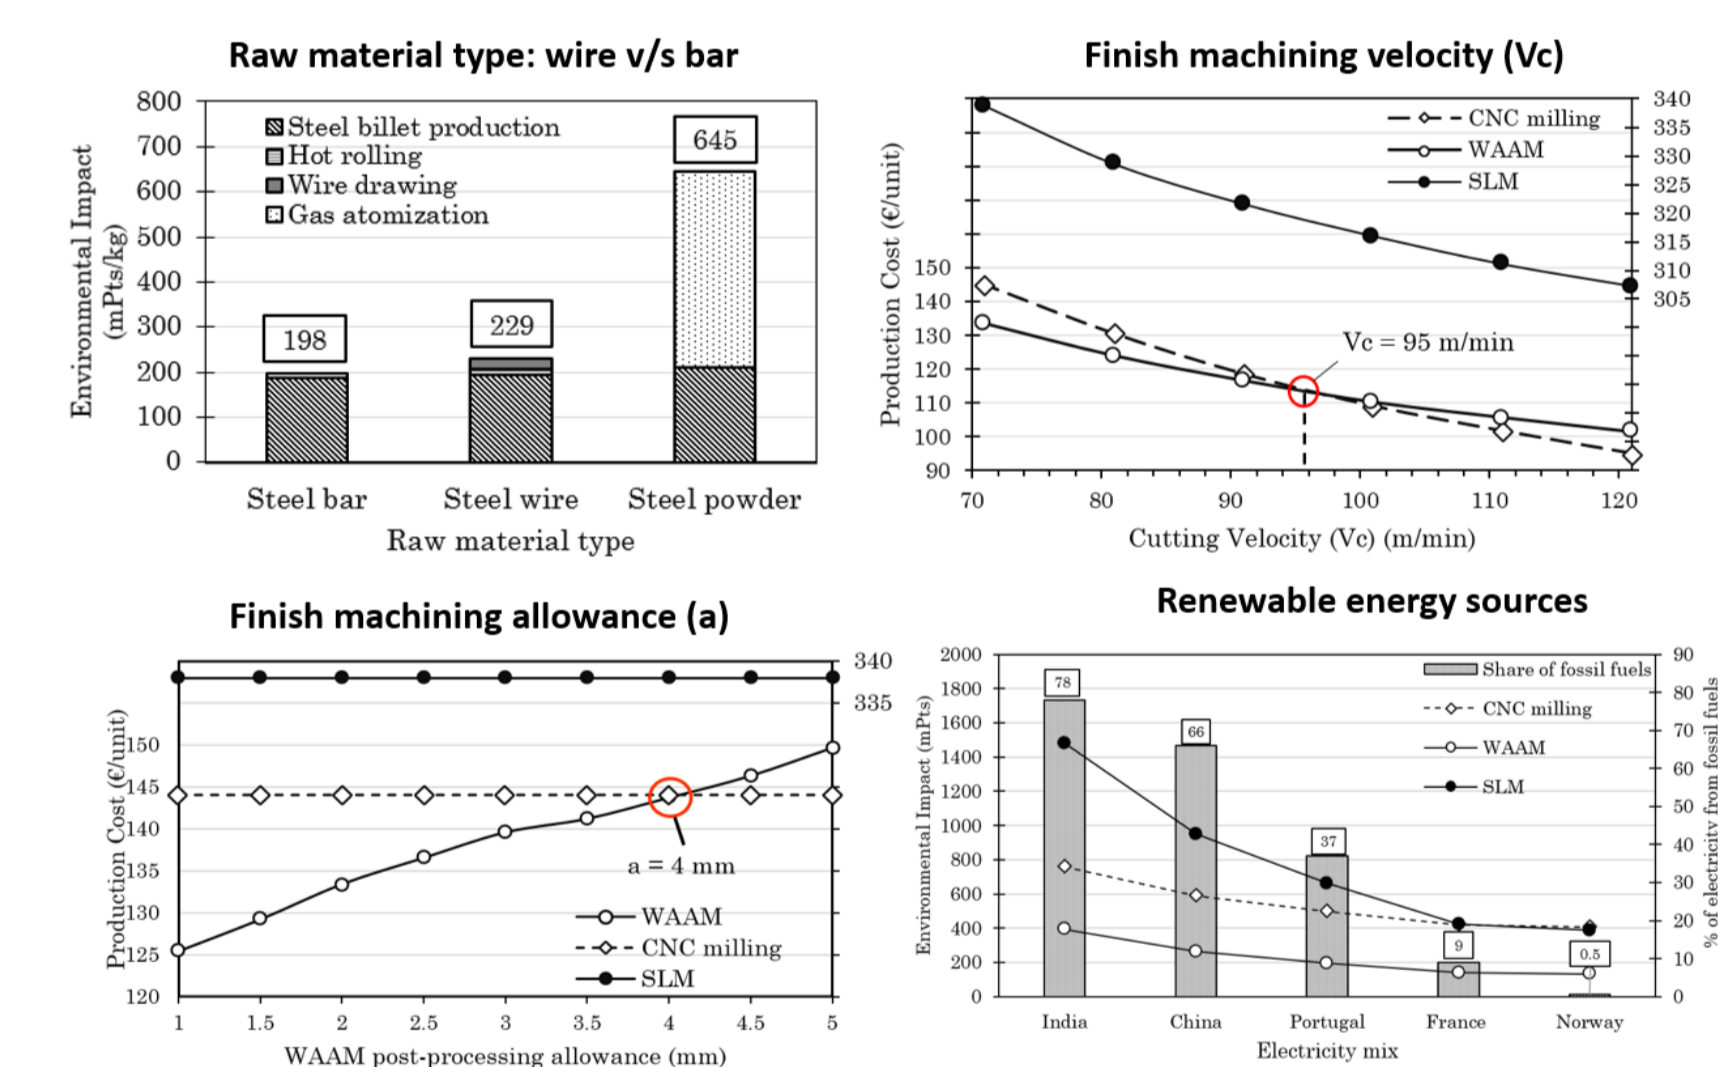 Raw material type: wire v/s bar
Environmental Impact
(mPts/kg)
800
700
600
500
400
300
200
100
0
Steel billet production
Hot rolling
Wire drawing
Gas atomization
198
229
645
Steel bar
Steel wire
Steel powder
Raw material type
Finish machining velocity (Vc)
Production Cost (€/unit)
150
140
130
120
110
100
90
CNC milling
WAAM
SLM
340
335
330
325
320
315
310
305
Vc = 95 m/min
70
80
90
100
110
120
Cutting Velocity (Vc) (m/min)
Finish machining allowance (a)
Production Cost (€/unit)
150
145
140
135
130
125
120
340
335
a = 4 mm
WAAM
CNC milling
SLM
1
1.5
2
2.5
3
3.5
4
4.5
5
WAAM post-processing allowance (mm)
Renewable energy sources
Environmental Impact (mPts)
2000
1800
1600
1400
1200
1000
800
600
400
200
0
Share of fossil fuels
CNC milling
WAAM
SLM
78
66
37
9
0.5
90
80
70
60
50
40
30
20
10
0
% of electricity from fossil fuels
India
China
Portugal
France
Norway
Electricity mix